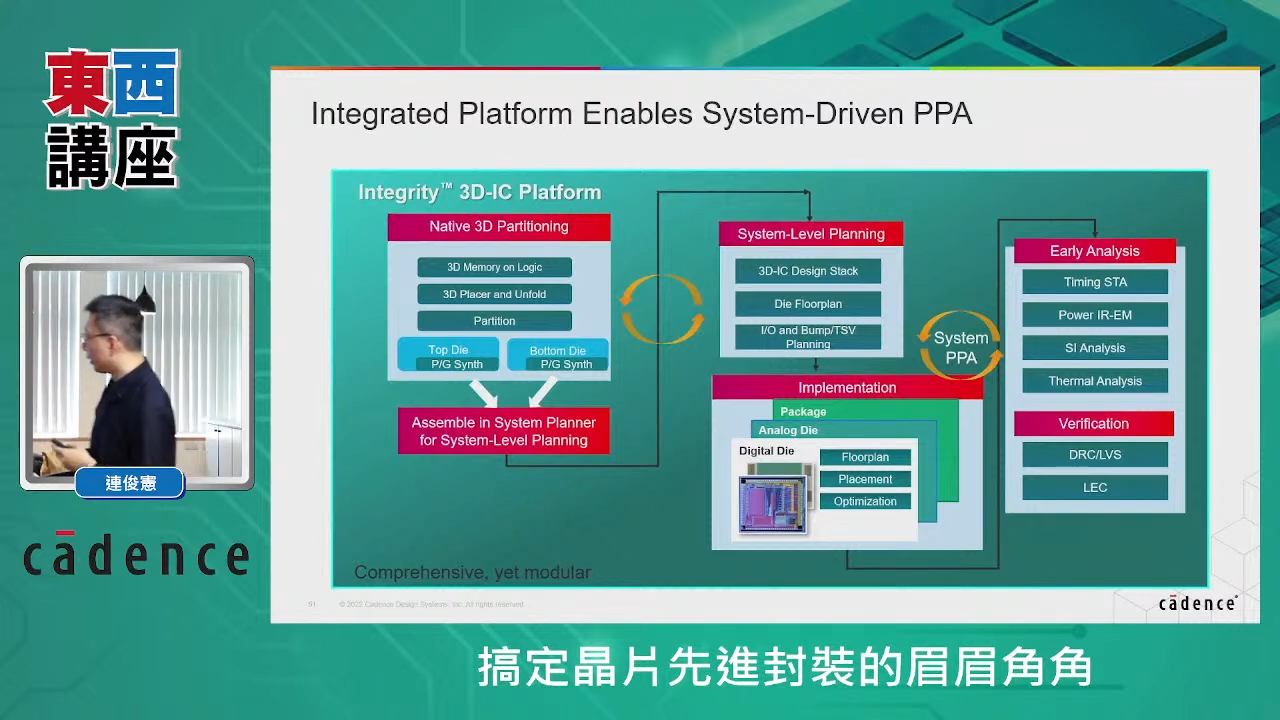 東西
講座
連俊憲
cādence
Integrated Platform Enables System-Driven PPA
Integrity™ 3D-IC Platform
Native 3D Partitioning
3D Memory on Logic
3D Placer and Unfold
Partition
Top Die
P/G Synth
Bottom Die
P/G Synth
Assemble in System Planner
for System-Level Planning
System-Level Planning
3D-IC Design Stack
Die Floorplan
I/O and Bump/TSV
Planning
Implementation
Package
Analog Die
Digital Die
Floorplan
Placement
Optimization
System
PPA
Early Analysis
Timing STA
Power IR-EM
SI Analysis
Thermal Analysis
Verification
DRC/LVS
LEC
Comprehensive, yet modular
51 © 2022 Cadence Design Systems, Inc. All rights reserved.
cādence®
搞定晶片先進封裝的眉眉角角